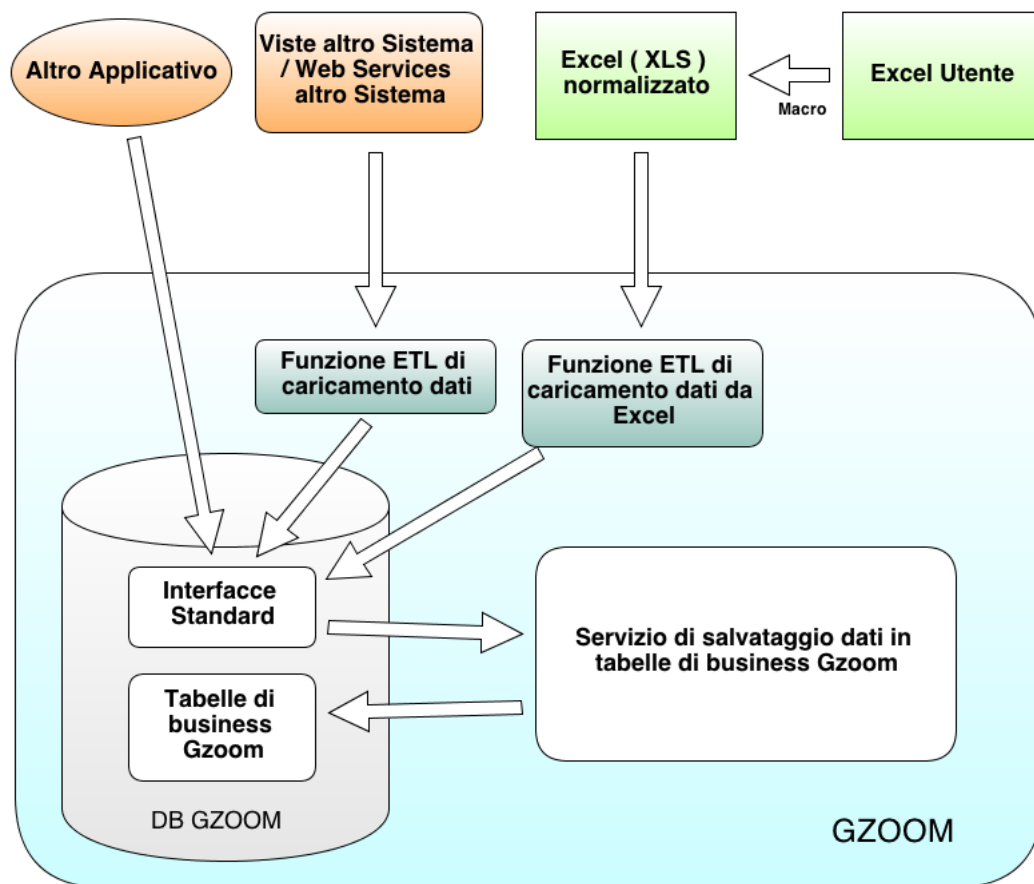 Altro Applicativo
Viste altro Sistema
/ Web Services
altro Sistema
Excel ( XLS )
normalizzato
Macro
Excel Utente
Funzione ETL di
caricamento dati
Funzione ETL di
caricamento dati da
Excel
Interfacce
Standard
Servizio di salvataggio dati in
tabelle di business Gzoom
Tabelle di
business
Gzoom
DB GZOOM
GZOOM